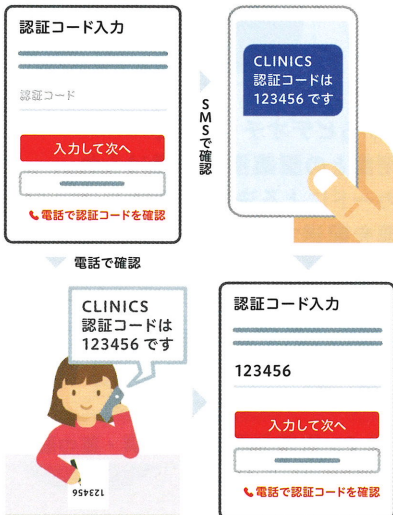 認証コード入力
認証コード
入力して次へ
電話で認証コードを確認
SMSで確認
CLINICS
認証コードは
123456 です
電話で確認
CLINICS
認証コードは
123456 です
123456
認証コード入力
123456
入力して次へ
電話で認証コードを確認